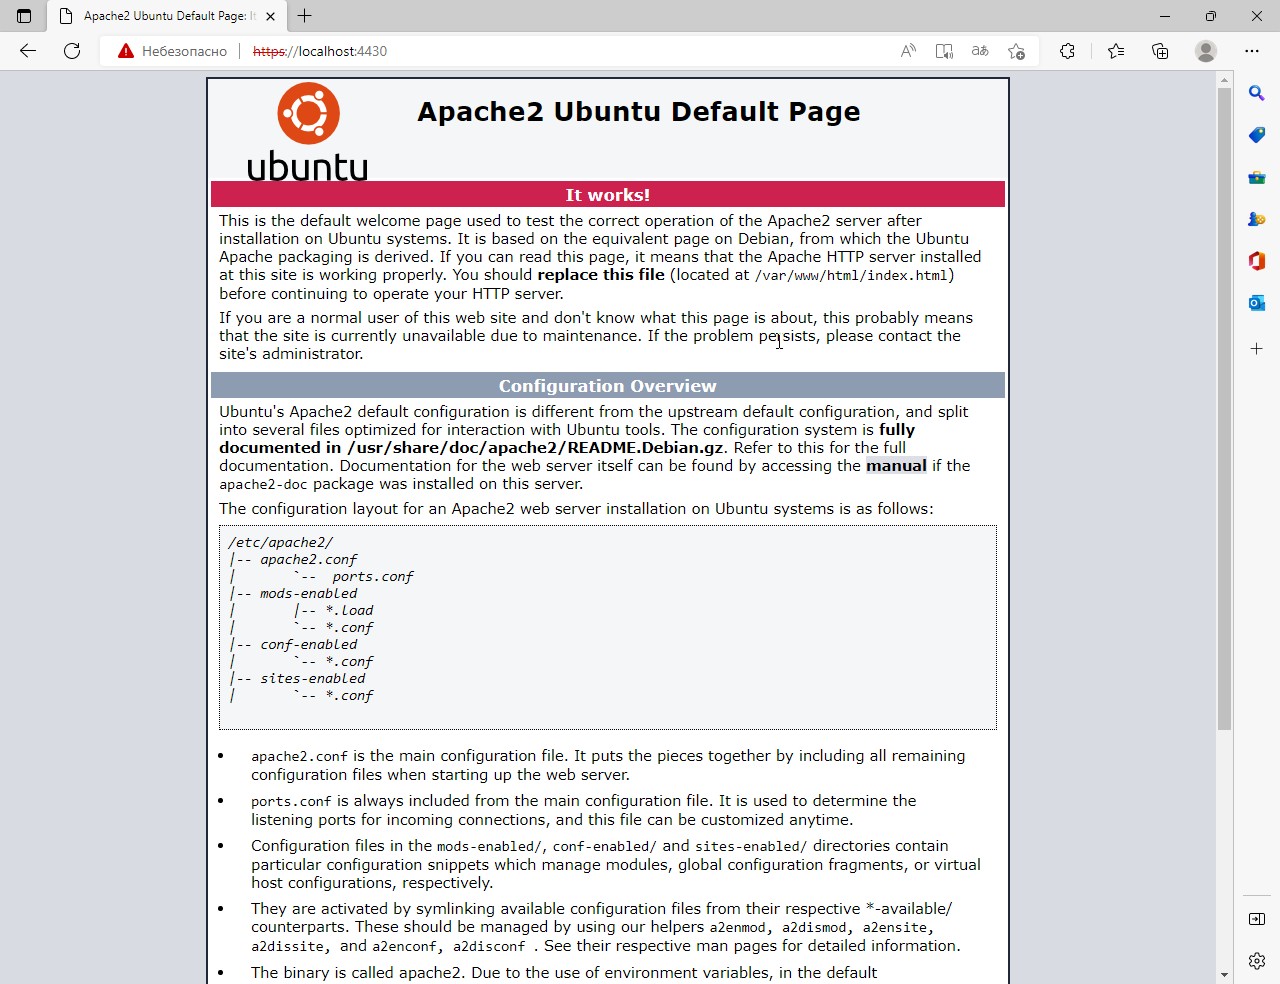 Apache2 Ubuntu Default Page: It
Небезопасно
https://localhost:4430
ubuntu
Apache2 Ubuntu Default Page
It works!
This is the default welcome page used to test the correct operation of the Apache2 server after
installation on Ubuntu systems. It is based on the equivalent page on Debian, from which the Ubuntu
Apache packaging is derived. If you can read this page, it means that the Apache HTTP server installed
at this site is working properly. You should replace this file (located at /var/www/html/index.html)
before continuing to operate your HTTP server.
If you are a normal user of this web site and don't know what this page is about, this probably means
that the site is currently unavailable due to maintenance. If the problem persists, please contact the
site's administrator.
Configuration Overview
Ubuntu's Apache2 default configuration is different from the upstream default configuration, and split
into several files optimized for interaction with Ubuntu tools. The configuration system is fully
documented in /usr/share/doc/apache2/README.Debian.gz. Refer to this for the full
documentation. Documentation for the web server itself can be found by accessing the manual if the
apache2-doc package was installed on this server.
The configuration layout for an Apache2 web server installation on Ubuntu systems is as follows:
/etc/apache2/
|-- apache2.conf
|       `--  ports.conf
|-- mods-enabled
|       |-- *.load
|       `-- *.conf
|-- conf-enabled
|       `-- *.conf
|-- sites-enabled
|       `-- *.conf
• apache2.conf is the main configuration file. It puts the pieces together by including all remaining
configuration files when starting up the web server.
• ports.conf is always included from the main configuration file. It is used to determine the
listening ports for incoming connections, and this file can be customized anytime.
• Configuration files in the mods-enabled/, conf-enabled/ and sites-enabled/ directories contain
particular configuration snippets which manage modules, global configuration fragments, or virtual
host configurations, respectively.
• They are activated by symlinking available configuration files from their respective *-available/
counterparts. These should be managed by using our helpers a2enmod, a2dismod, a2ensite,
a2dissite, and a2enconf, a2disconf . See their respective man pages for detailed information.
• The binary is called apache2. Due to the use of environment variables, in the default